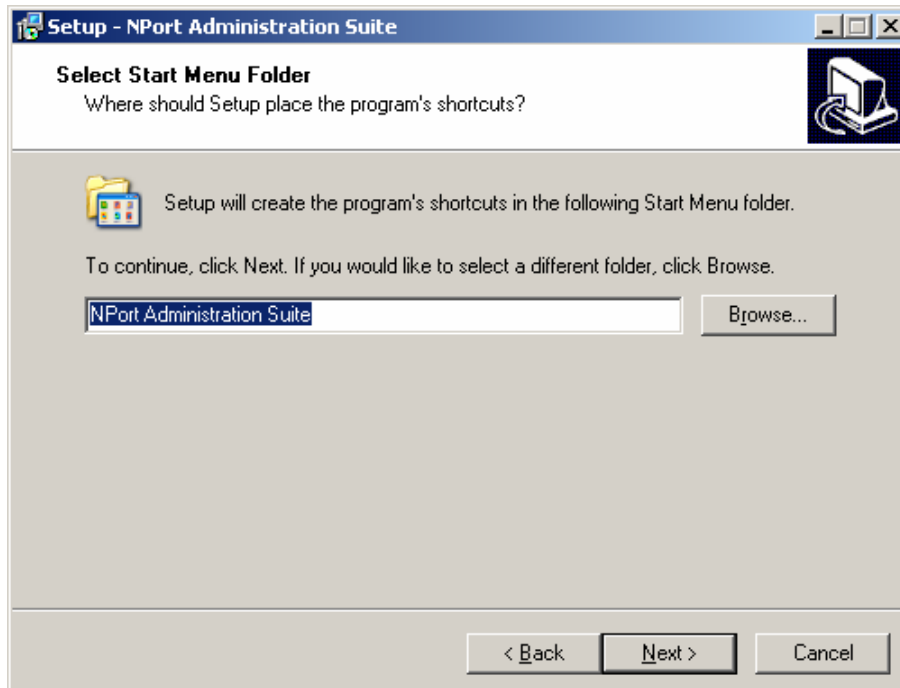 Setup - NPort Administration Suite
Select Start Menu Folder
Where should Setup place the program's shortcuts?
Setup will create the program's shortcuts in the following Start Menu folder.
To continue, click Next. If you would like to select a different folder, click Browse.
NPort Administration Suite
Browse...
< Back
Next >
Cancel